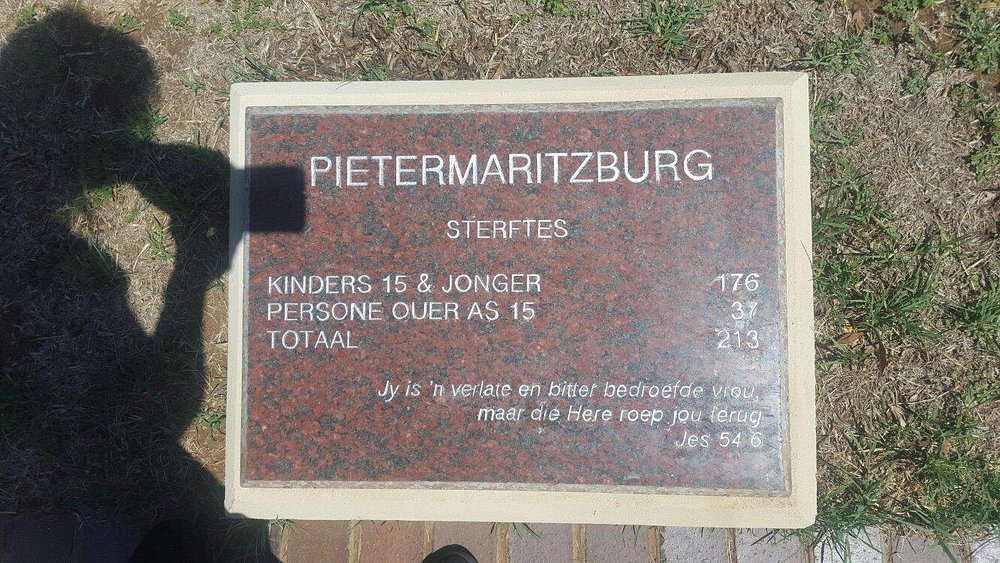 PIETERMARITZBURG
STERFTES
KINDERS 15 & JONGER 176
PERSONE OUER AS 15 37
TOTAAL 213
Jy is 'n verlate en bitter bedroefde vrou,
maar die Here roep jou terug
Jes 54 6